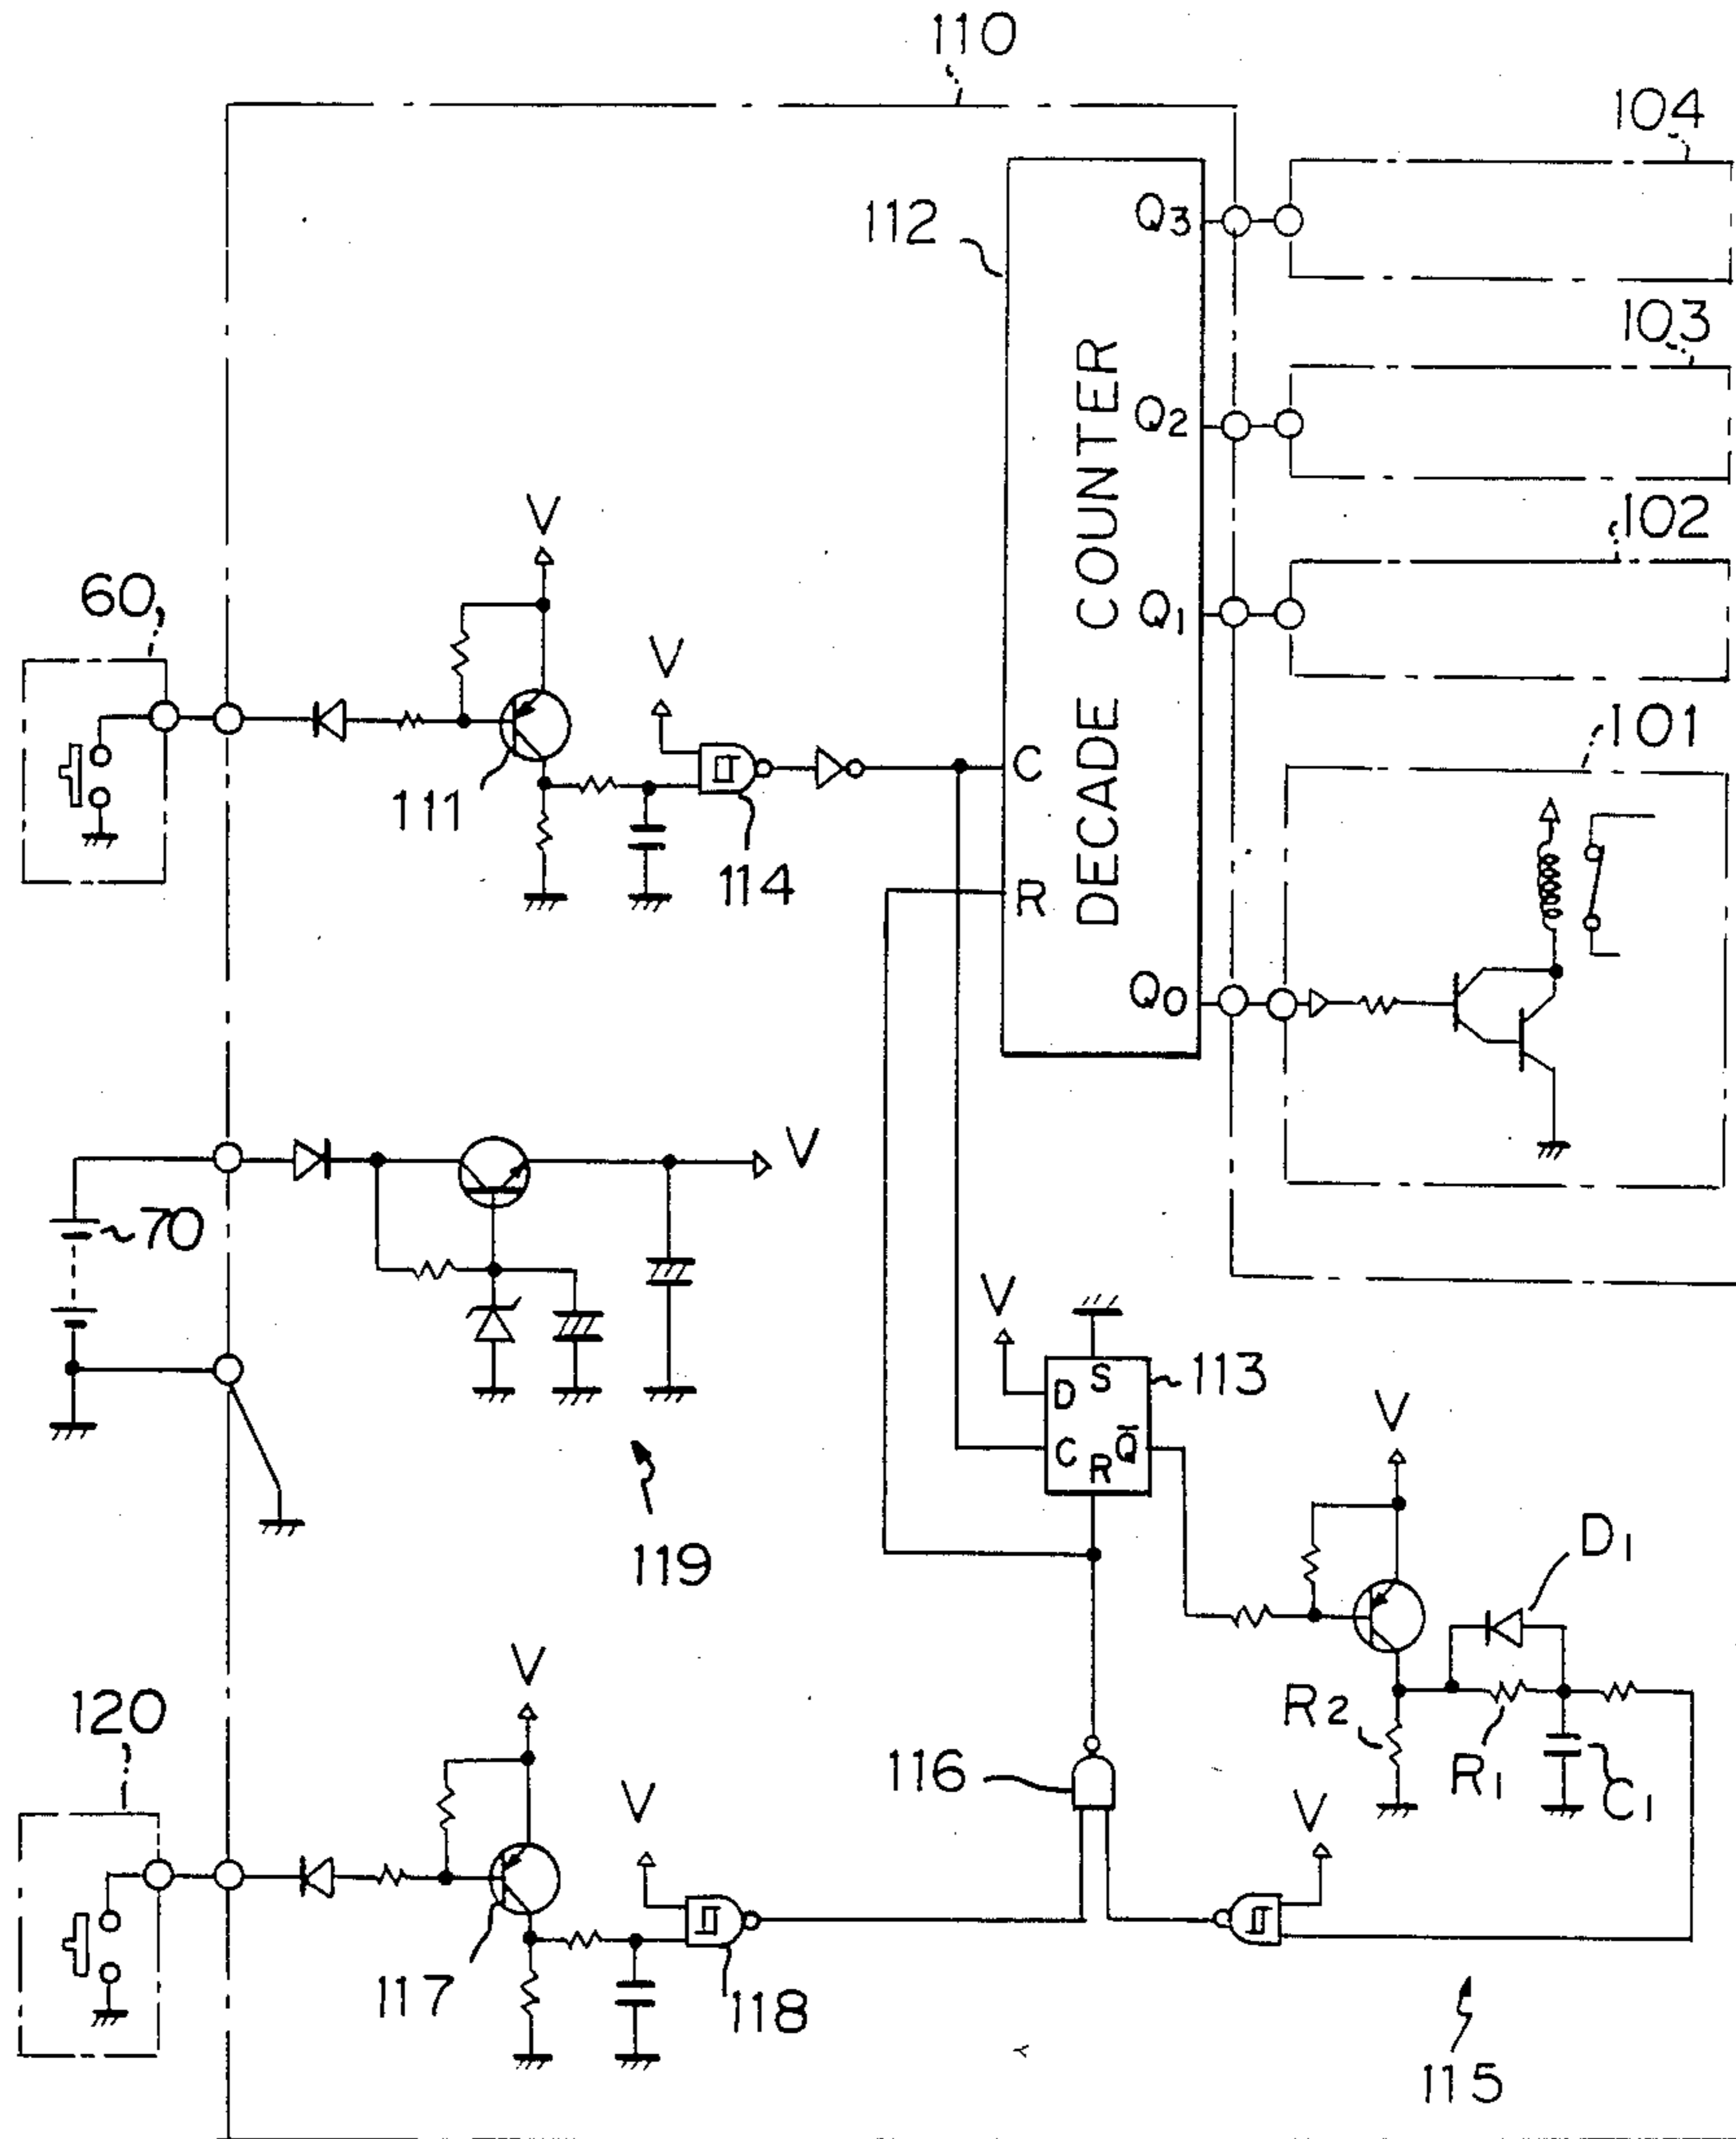 110
104
112
Q3
103
DECADE COUNTER
Q2
102
V
60
V
Q1
101
C
111
114
R
Q0
V
70
V
S
D
113
V
C
R
Q̄
119
D1
V
120
R2
R1
C1
116
V
V
117
118
115